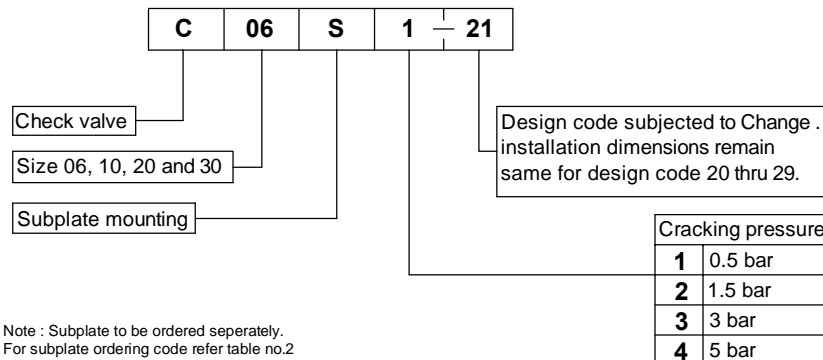 C 06 S 1 — 21
Check valve
Size 06, 10, 20 and 30
Subplate mounting
Design code subjected to Change .
installation dimensions remain
same for design code 20 thru 29.
Cracking pressure
1 0.5 bar
2 1.5 bar
3 3 bar
4 5 bar
Note : Subplate to be ordered seperately.
For subplate ordering code refer table no.2